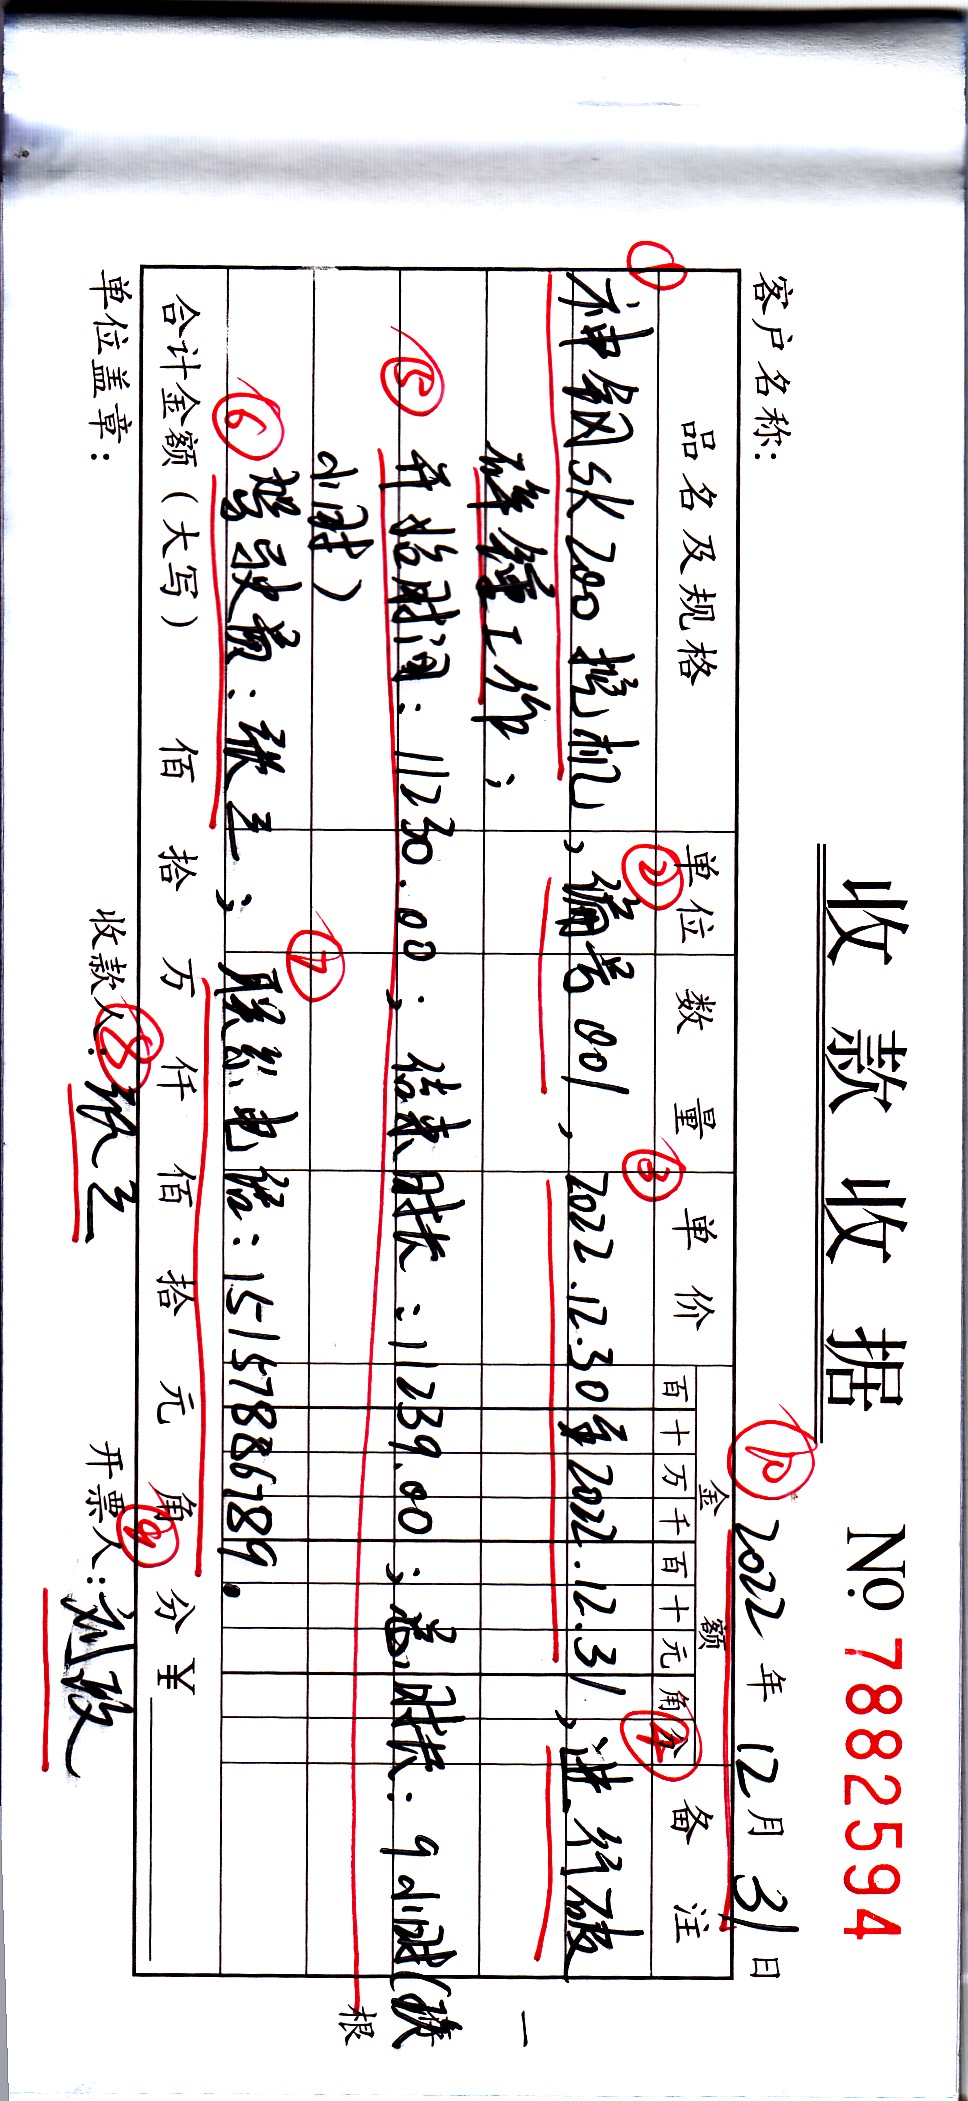 收款收据 No 7882594
客户名称: ⑩ 2022 年 12 月 31 日
品名及规格 单位 数量 单价 金额 备注
百 十 万 千 百 十 元 角 分
① ② ③ ④
神钢SK200挖机，编号001，2022.12.30至2022.12.31，进行破
碎锤工作；
⑤ 开始时间：11230.00；结束时长：11239.00；总时长：9小时(
小时）
⑥ 驾驶员：张三；⑦ 联系电话：15157886789。
合计金额（大写） 佰 拾 万 仟 佰 拾 元 角 分 ¥
单位盖章: 收款人: ⑧ 张三 开票人: ⑨ 刘政
一
根